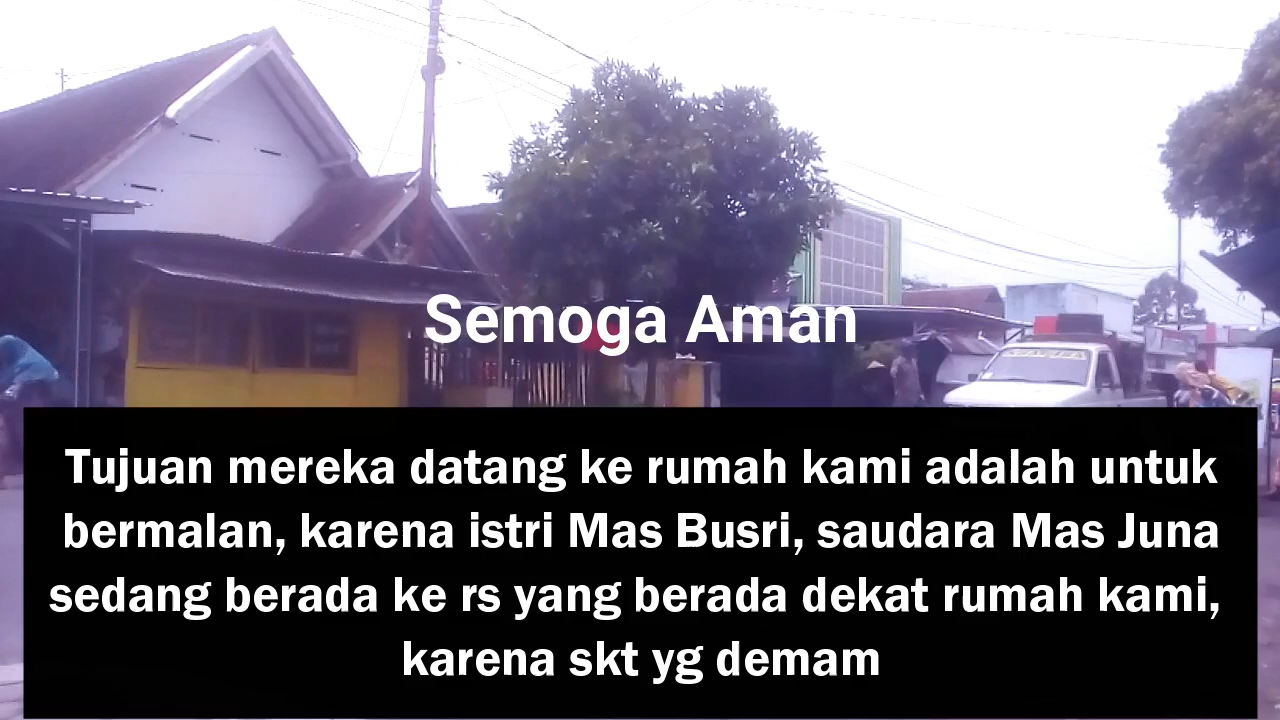 Semoga Aman
Tujuan mereka datang ke rumah kami adalah untuk
bermalan, karena istri Mas Busri, saudara Mas Juna
sedang berada ke rs yang berada dekat rumah kami,
karena skt yg demam